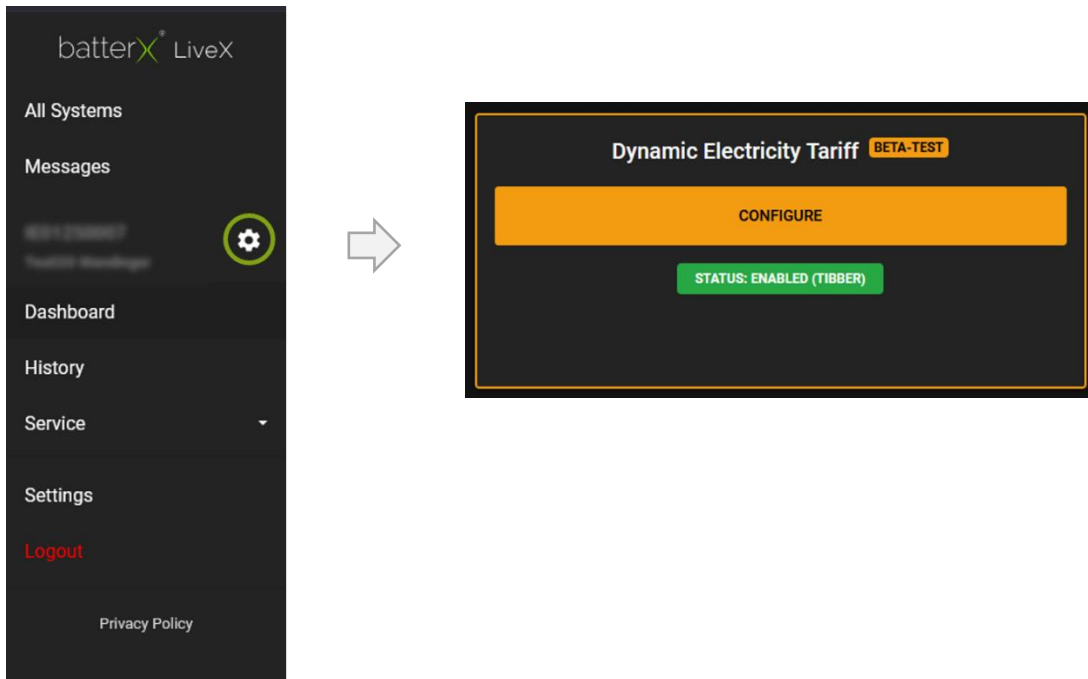 batterX® LiveX
All Systems
Messages
Dashboard
History
Service
Settings
Logout
Privacy Policy
Dynamic Electricity Tariff BETA-TEST
CONFIGURE
STATUS: ENABLED (TIBBER)